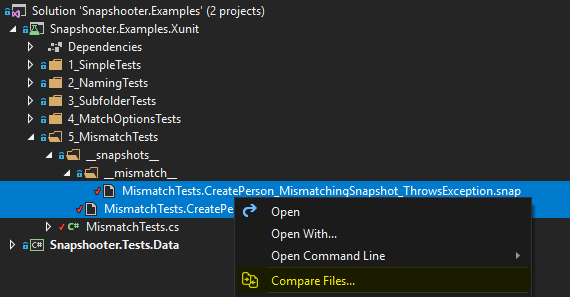 Solution 'Snapshooter.Examples' (2 projects)
Snapshooter.Examples.Xunit
Dependencies
1_SimpleTests
2_NamingTests
3_SubfolderTests
4_MatchOptionsTests
5_MismatchTests
__snapshots__
__mismatch__
MismatchTests.CreatePerson_MismatchingSnapshot_ThrowsException.snap
MismatchTests.CreatePe
C# MismatchTests.cs
C# Snapshooter.Tests.Data
Open
Open With...
Open Command Line
Compare Files...